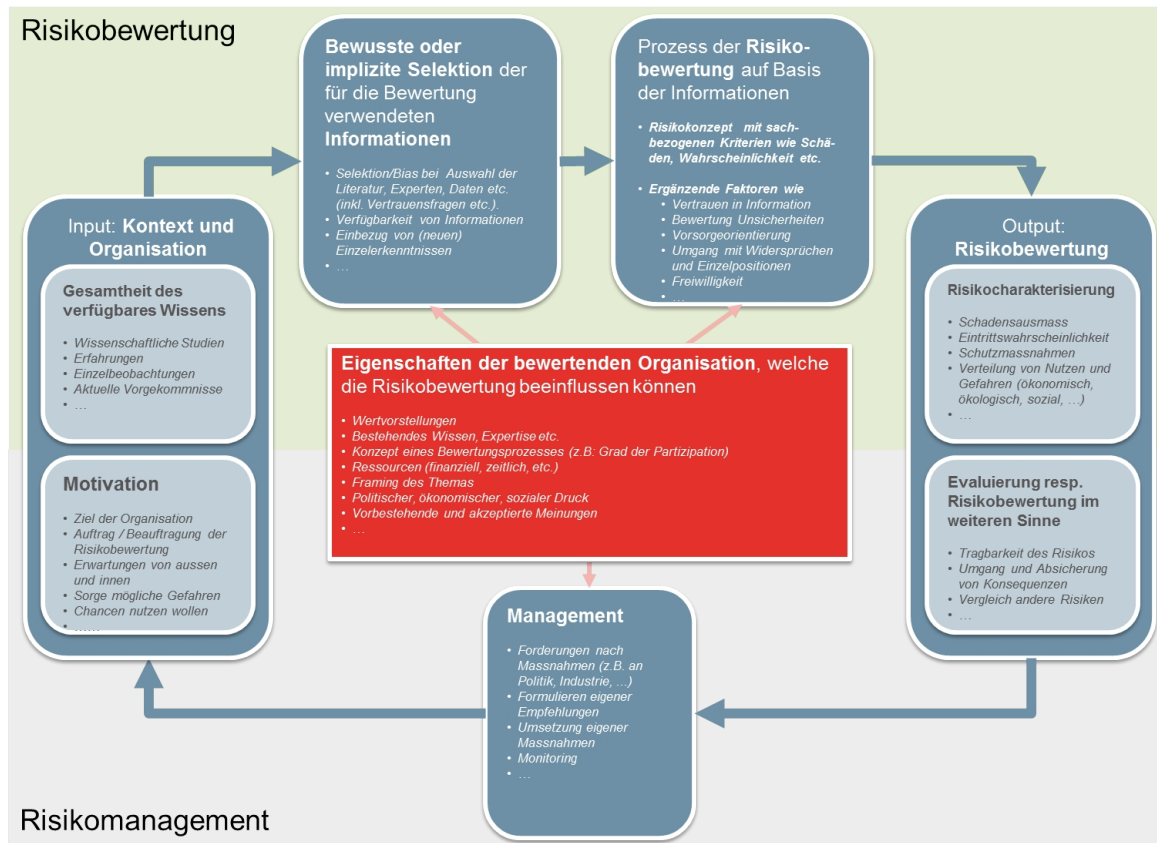 Risikobewertung
Bewusste oder
implizite Selektion der
für die Bewertung
verwendeten
Informationen
• Selektion/Bias bei Auswahl der
Literatur, Experten, Daten etc.
(inkl. Vertrauensfragen etc.).
• Verfügbarkeit von Informationen
• Einbezug von (neuen)
Einzelerkenntnissen
• …
Prozess der Risiko-
bewertung auf Basis
der Informationen
• Risikokonzept mit sach-
bezogenen Kriterien wie Schä-
den, Wahrscheinlichkeit etc.
• Ergänzende Faktoren wie
• Vertrauen in Information
• Bewertung Unsicherheiten
• Vorsorgeorientierung
• Umgang mit Widersprüchen
und Einzelpositionen
• Freiwilligkeit
• …
Input: Kontext und
Organisation
Gesamtheit des
verfügbares Wissens
• Wissenschaftliche Studien
• Erfahrungen
• Einzelbeobachtungen
• Aktuelle Vorgekommnisse
• …
Motivation
• Ziel der Organisation
• Auftrag / Beauftragung der
Risikobewertung
• Erwartungen von aussen
und innen
• Sorge mögliche Gefahren
• Chancen nutzen wollen
• ……
Eigenschaften der bewertenden Organisation, welche
die Risikobewertung beeinflussen können
• Wertvorstellungen
• Bestehendes Wissen, Expertise etc.
• Konzept eines Bewertungsprozesses (z.B: Grad der Partizipation)
• Ressourcen (finanziell, zeitlich, etc.)
• Framing des Themas
• Politischer, ökonomischer, sozialer Druck
• Vorbestehende und akzeptierte Meinungen
• …
Output:
Risikobewertung
Risikocharakterisierung
• Schadensausmass
• Eintrittswahrscheinlichkeit
• Schutzmassnahmen
• Verteilung von Nutzen und
Gefahren (ökonomisch,
ökologisch, sozial, …)
• …
Evaluierung resp.
Risikobewertung im
weiteren Sinne
• Tragbarkeit des Risikos
• Umgang und Absicherung
von Konsequenzen
• Vergleich andere Risiken
• …
Management
• Forderungen nach
Massnahmen (z.B. an
Politik, Industrie, …)
• Formulieren eigener
Empfehlungen
• Umsetzung eigener
Massnahmen
• Monitoring
• …
Risikomanagement